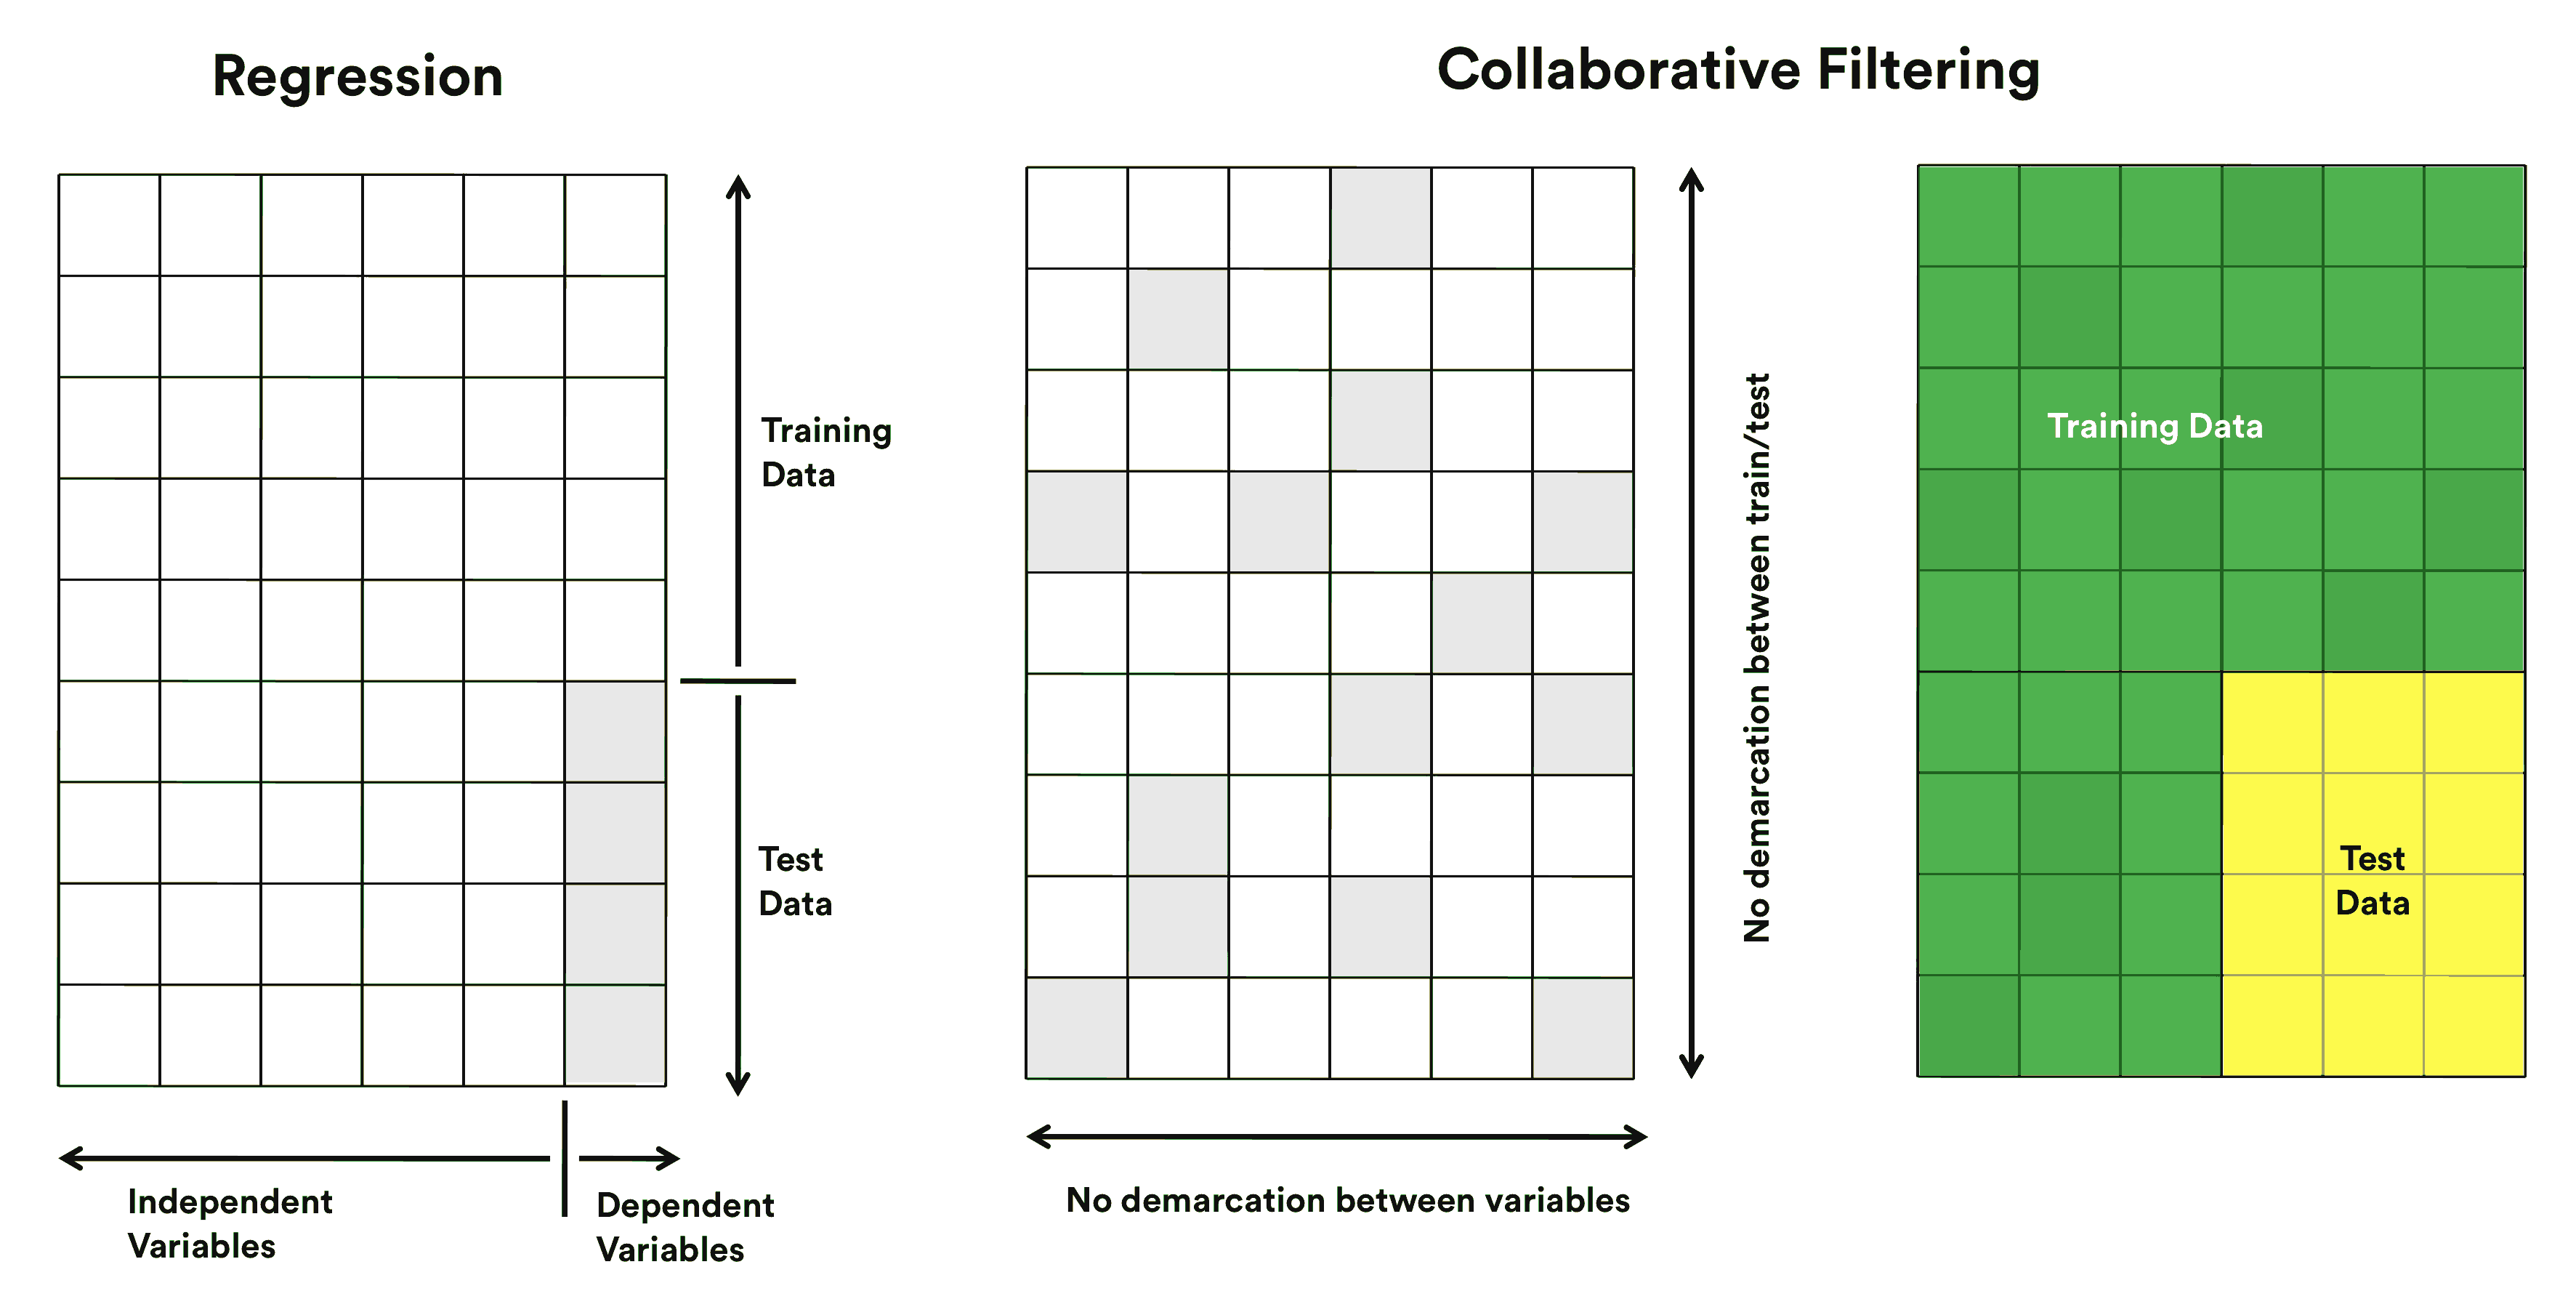 Regression
Collaborative Filtering
Training
Data
Test
Data
Independent
Variables
Dependent
Variables
No demarcation between train/test
No demarcation between variables
Training Data
Test
Data